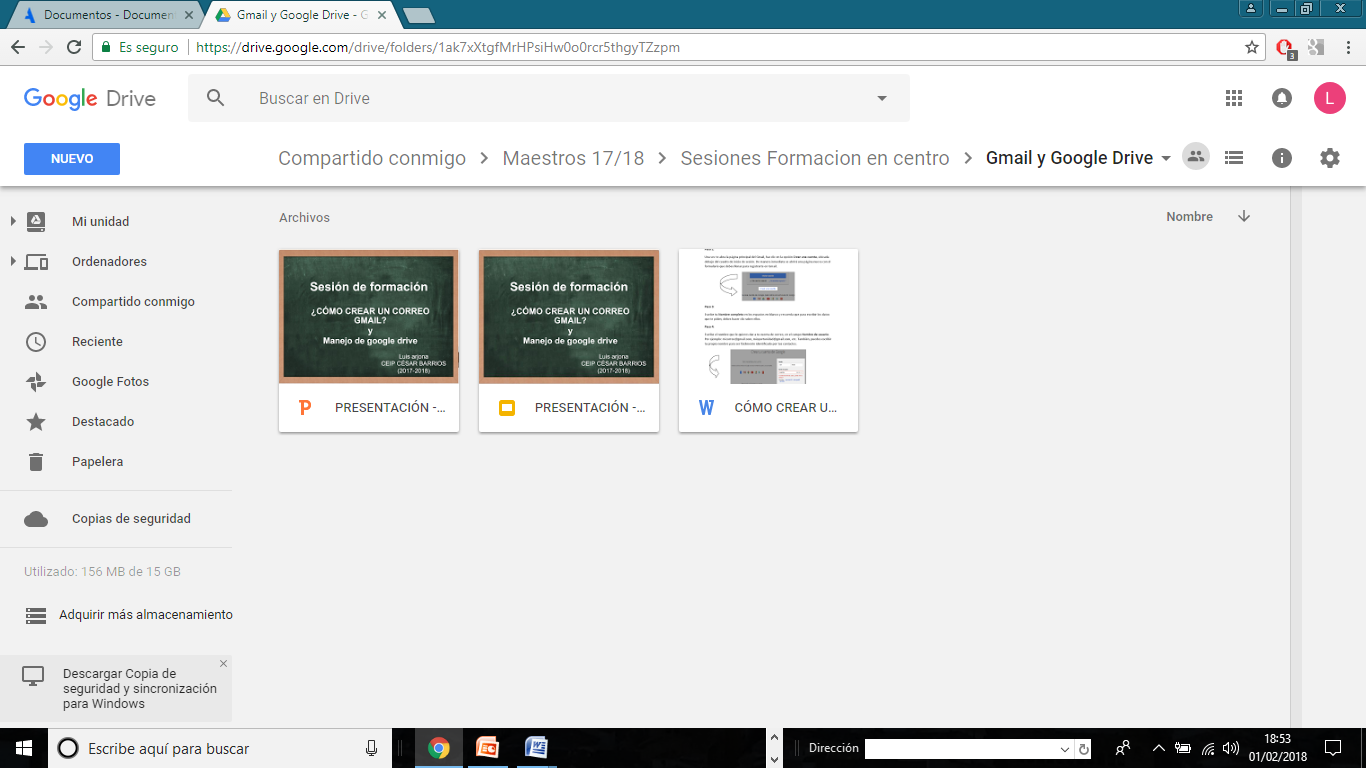 Documentos - Document
Gmail y Google Drive - G
Es seguro
https://drive.google.com/drive/folders/1ak7xXtgfMrHPsiHw0o0rcr5thgyTZzpm
3
Google Drive
Buscar en Drive
L
NUEVO
Compartido conmigo > Maestros 17/18 > Sesiones Formacion en centro > Gmail y Google Drive
Mi unidad
Ordenadores
Compartido conmigo
Reciente
Google Fotos
Destacado
Papelera
Copias de seguridad
Utilizado: 156 MB de 15 GB
Adquirir más almacenamiento
Descargar Copia de
seguridad y sincronización
para Windows
Archivos
Nombre
Sesión de formación
¿CÓMO CREAR UN CORREO
GMAIL?
y
Manejo de google drive
Luis arjona
CEIP CÉSAR BARRIOS
(2017-2018)
P PRESENTACIÓN -...
Sesión de formación
¿CÓMO CREAR UN CORREO
GMAIL?
y
Manejo de google drive
Luis arjona
CEIP CÉSAR BARRIOS
(2017-2018)
PRESENTACIÓN -...
W CÓMO CREAR U...
Escribe aquí para buscar
Dirección
18:53
01/02/2018